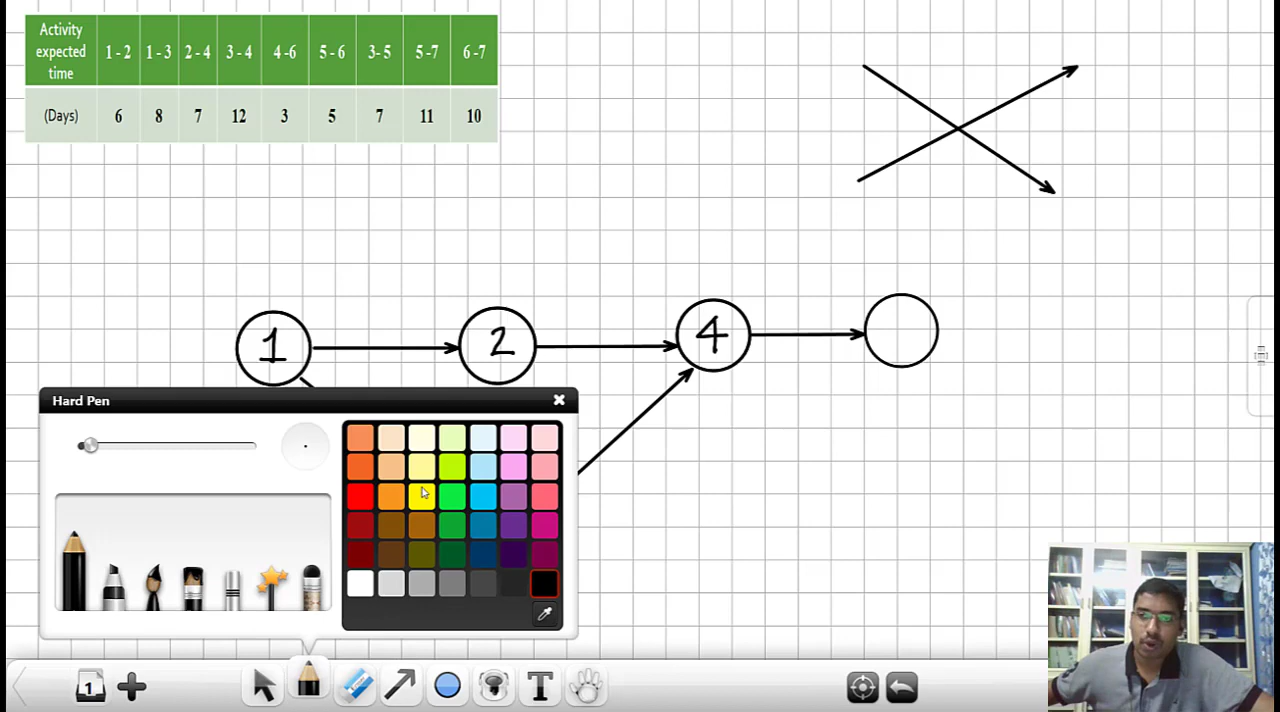 Activity expected time 1 - 2 1 - 3 2 - 4 3 - 4 4 -6 5 - 6 3- 5 5 -7 6 -7
(Days) 6 8 7 12 3 5 7 11 10
1 2 4
Hard Pen
1 T